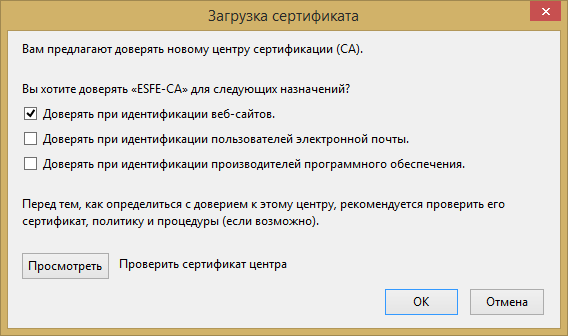 Загрузка сертификата
Вам предлагают доверять новому центру сертификации (CA).
Вы хотите доверять «ESFE-CA» для следующих назначений?
Доверять при идентификации веб-сайтов.
Доверять при идентификации пользователей электронной почты.
Доверять при идентификации производителей программного обеспечения.
Перед тем, как определиться с доверием к этому центру, рекомендуется проверить его
сертификат, политику и процедуры (если возможно).
Просмотреть Проверить сертификат центра
OK Отмена